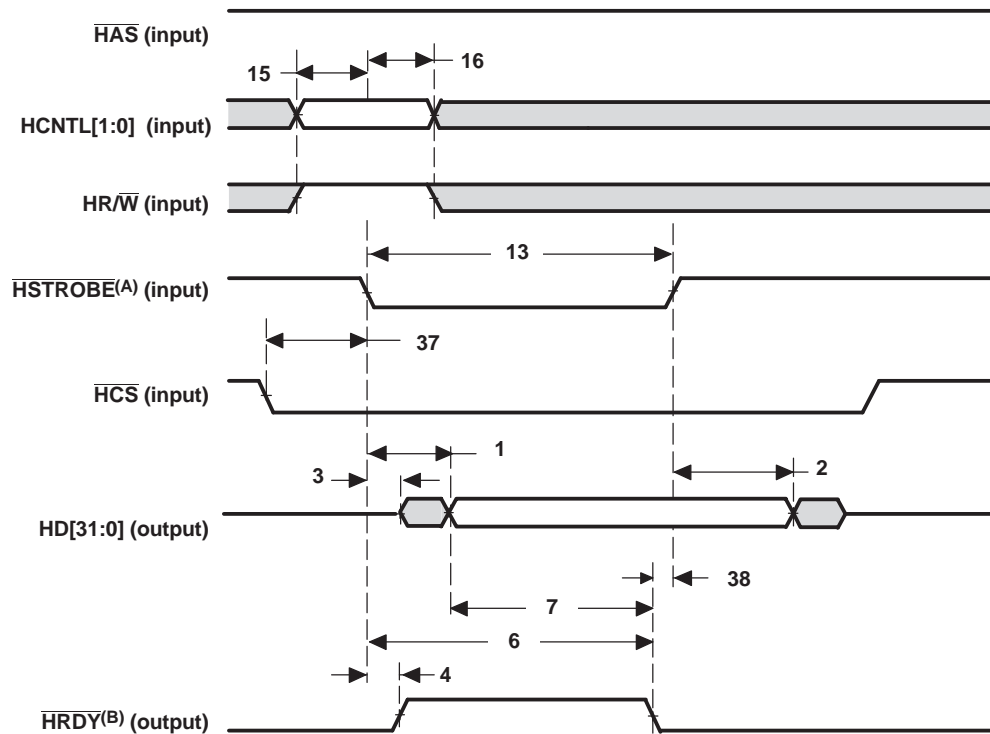 HAS (input)
15
16
HCNTL[1:0] (input)
HR/W (input)
13
HSTROBE(A) (input)
37
HCS (input)
1
3
2
HD[31:0] (output)
38
7
6
4
HRDY(B) (output)